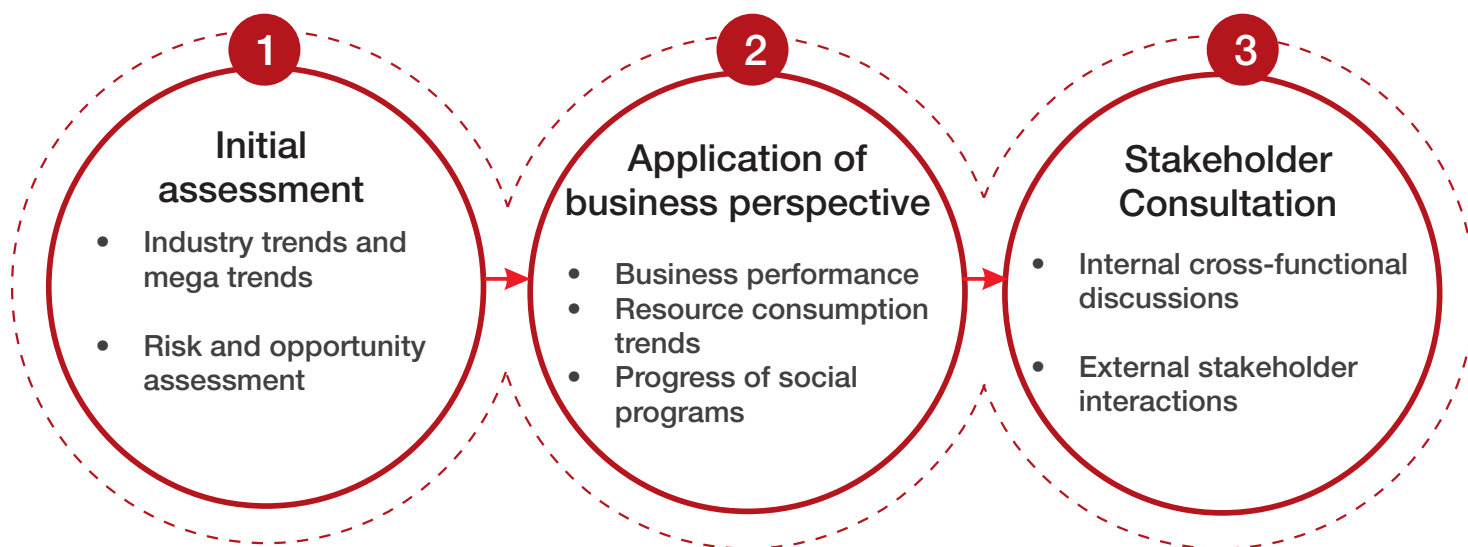 1
Initial
assessment
• Industry trends and
mega trends
• Risk and opportunity
assessment
2
Application of
business perspective
• Business performance
• Resource consumption
trends
• Progress of social
programs
3
Stakeholder
Consultation
• Internal cross-functional
discussions
• External stakeholder
interactions